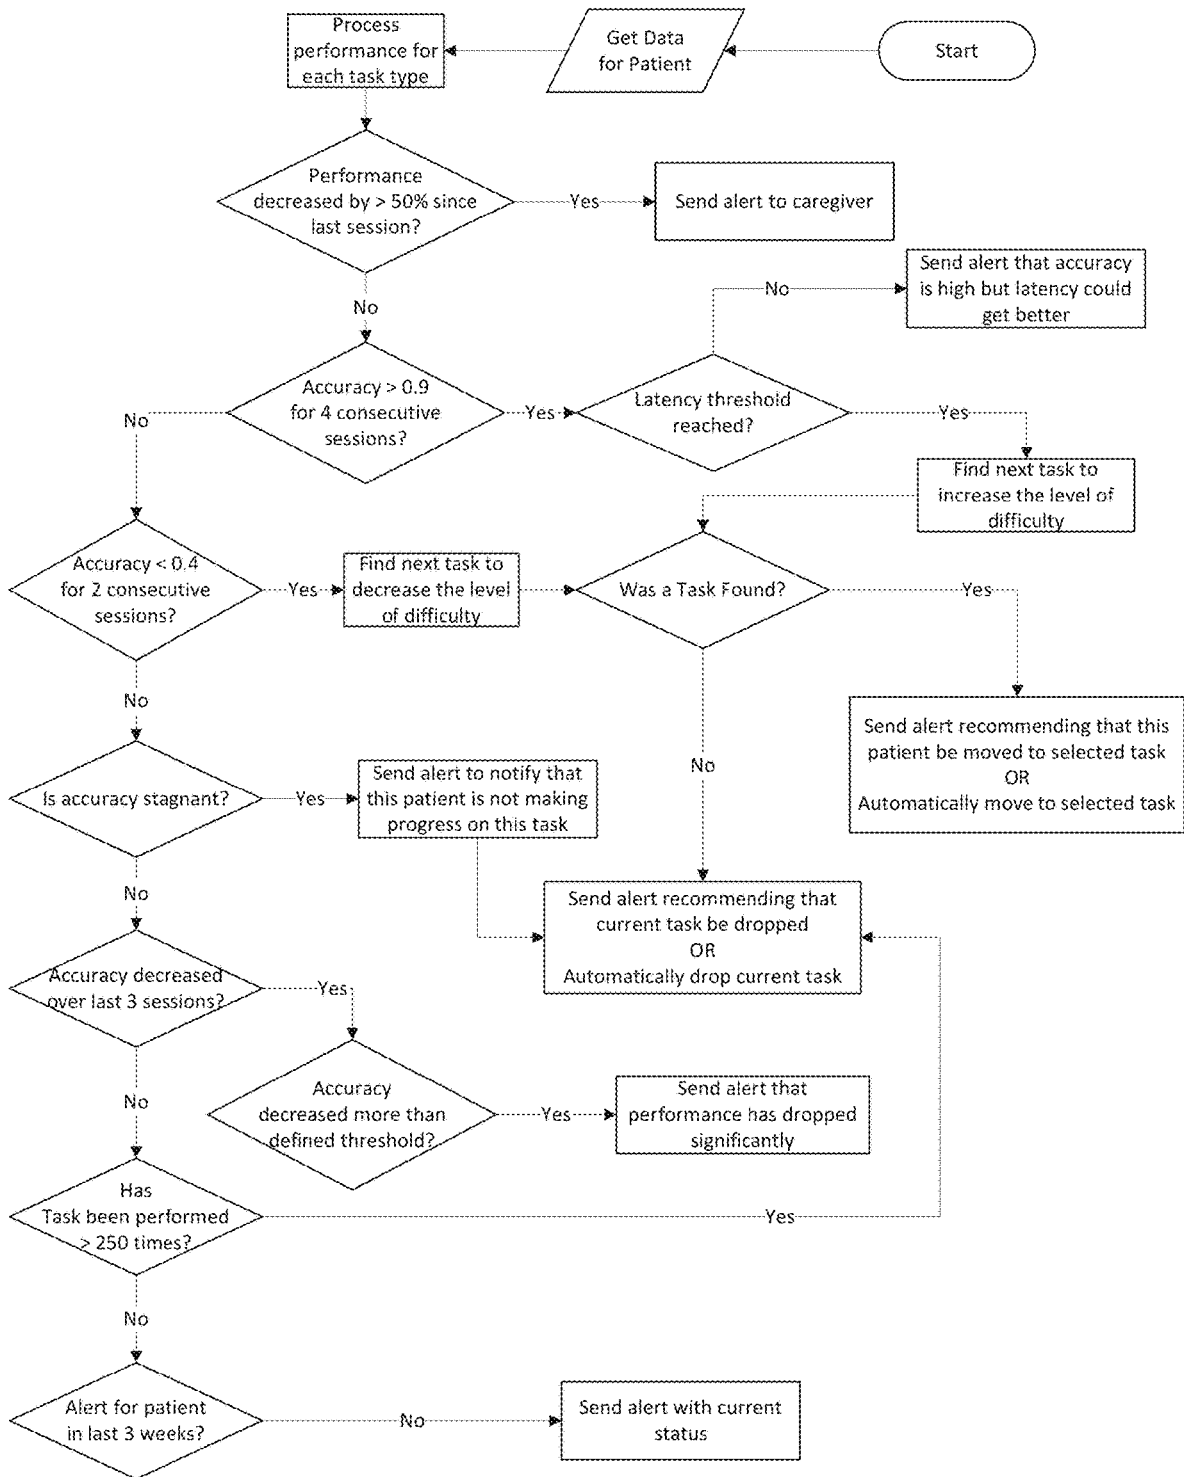 Start
Get Data
for Patient
Process
performance for
each task type
Performance
decreased by > 50% since
last session?
Yes
Send alert to caregiver
No
Accuracy > 0.9
for 4 consecutive
sessions?
Yes
Latency threshold
reached?
No
Send alert that accuracy
is high but latency could
get better
Yes
Find next task to
increase the level of
difficulty
No
Accuracy < 0.4
for 2 consecutive
sessions?
Yes
Find next task to
decrease the level
of difficulty
Was a Task Found?
Yes
Send alert recommending that this
patient be moved to selected task
OR
Automatically move to selected task
No
No
Is accuracy stagnant?
Yes
Send alert to notify that
this patient is not making
progress on this task
Send alert recommending that
current task be dropped
OR
Automatically drop current task
No
Accuracy decreased
over last 3 sessions?
Yes
Accuracy
decreased more than
defined threshold?
Yes
Send alert that
performance has dropped
significantly
No
Has
Task been performed
> 250 times?
Yes
No
Alert for patient
in last 3 weeks?
No
Send alert with current
status